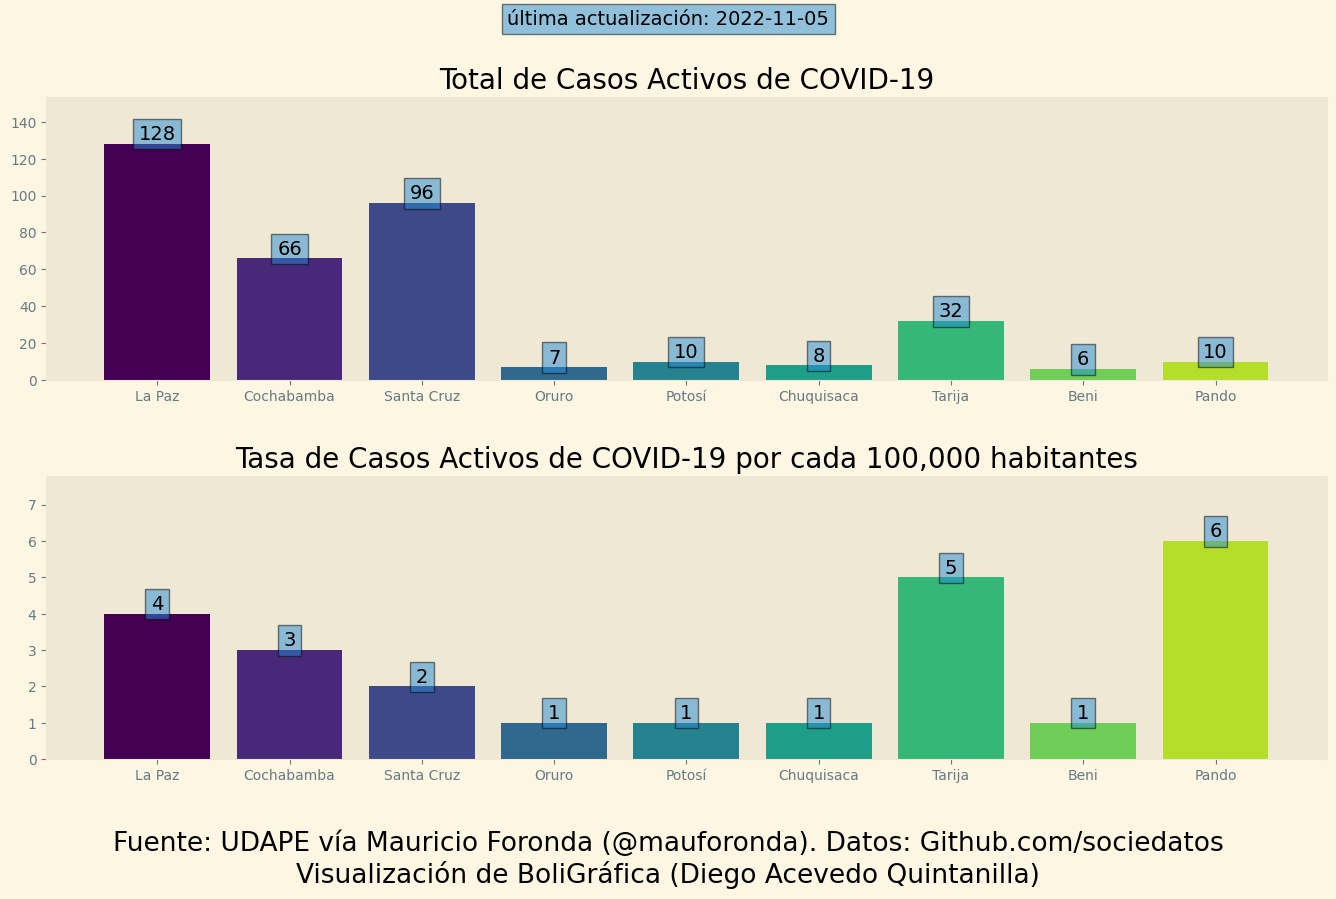 última actualización: 2022-11-05
Total de Casos Activos de COVID-19
140
120
100
80
60
40
20
0
128
66
96
7
10
8
32
6
10
La Paz
Cochabamba
Santa Cruz
Oruro
Potosí
Chuquisaca
Tarija
Beni
Pando
Tasa de Casos Activos de COVID-19 por cada 100,000 habitantes
7
6
5
4
3
2
1
0
4
3
2
1
1
1
5
1
6
La Paz
Cochabamba
Santa Cruz
Oruro
Potosí
Chuquisaca
Tarija
Beni
Pando
Fuente: UDAPE vía Mauricio Foronda (@mauforonda). Datos: Github.com/sociedatos
Visualización de BoliGráfica (Diego Acevedo Quintanilla)